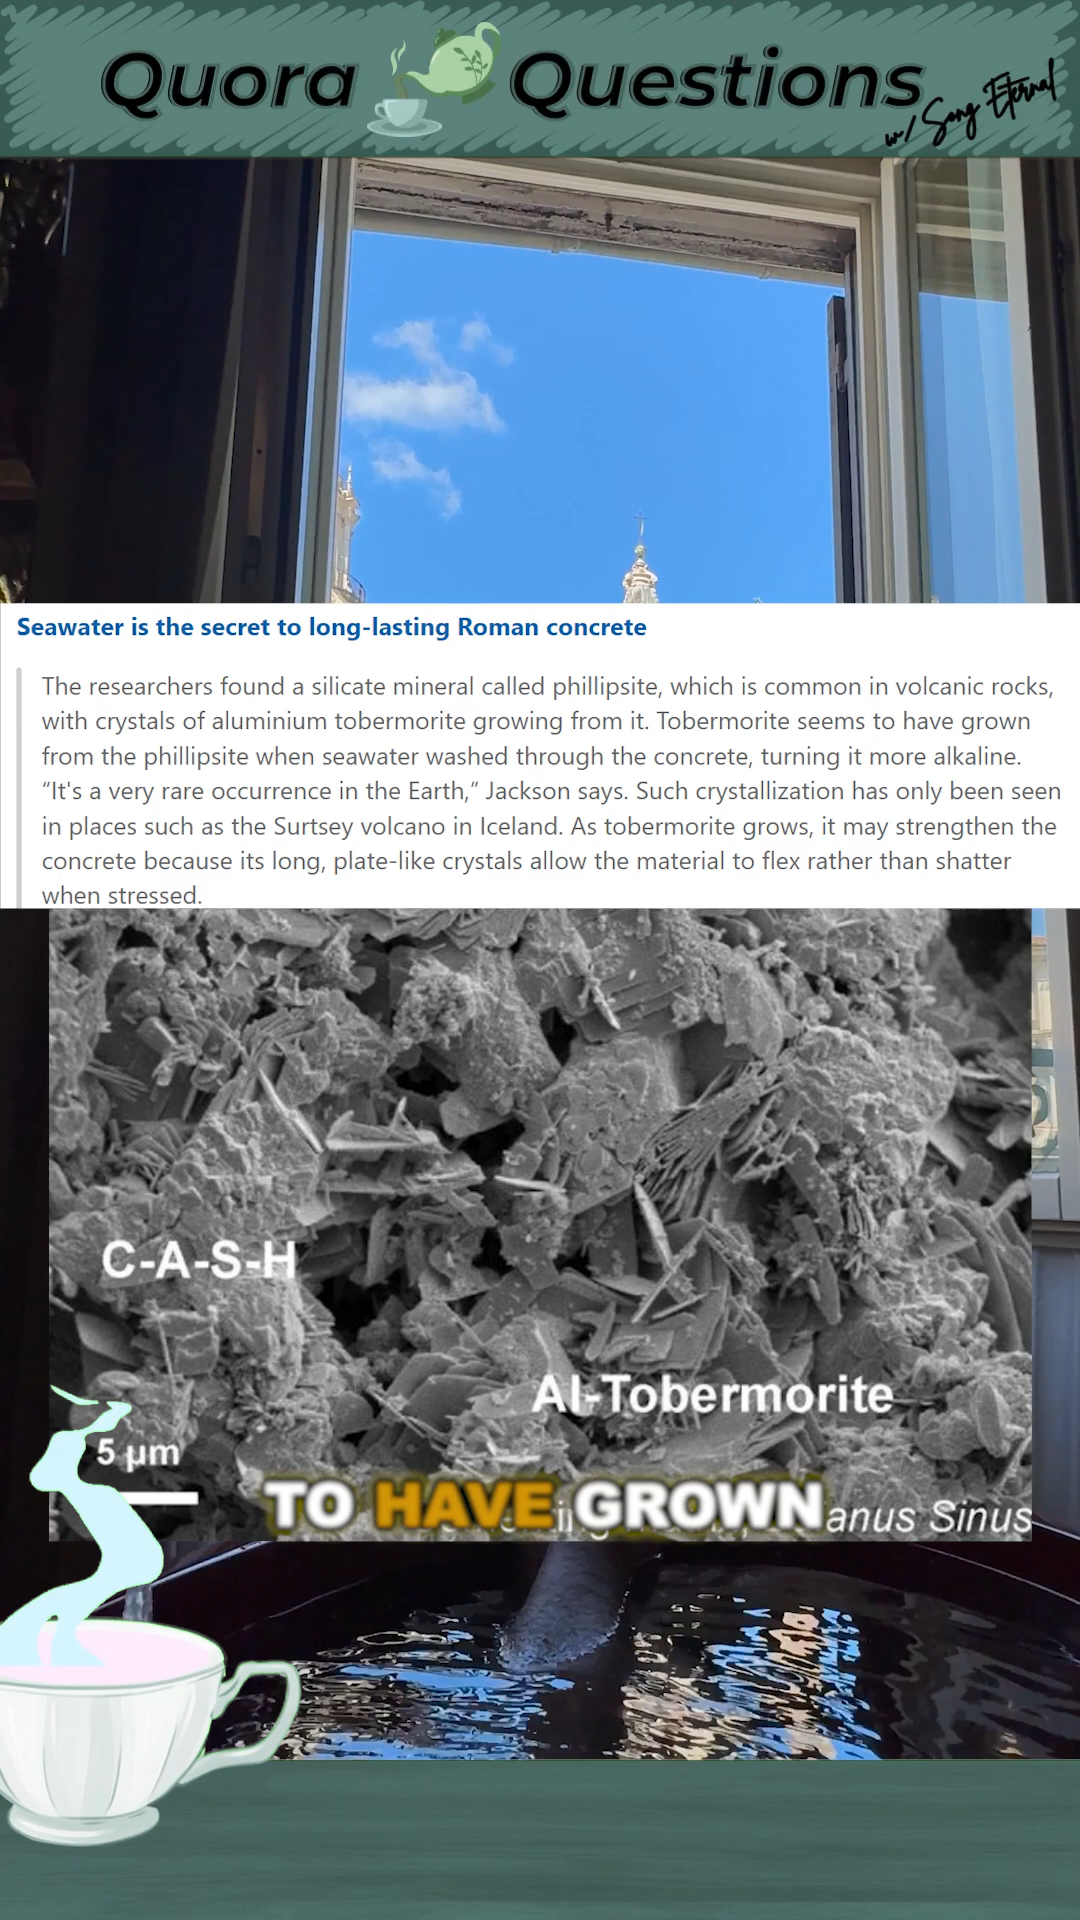 Quora Questions
w/ Song Eternal
Seawater is the secret to long-lasting Roman concrete
The researchers found a silicate mineral called phillipsite, which is common in volcanic rocks,
with crystals of aluminium tobermorite growing from it. Tobermorite seems to have grown
from the phillipsite when seawater washed through the concrete, turning it more alkaline.
“It's a very rare occurrence in the Earth,” Jackson says. Such crystallization has only been seen
in places such as the Surtsey volcano in Iceland. As tobermorite grows, it may strengthen the
concrete because its long, plate-like crystals allow the material to flex rather than shatter
when stressed.
C-A-S-H
Al-Tobermorite
5 µm
TO HAVE GROWN
anus Sinus